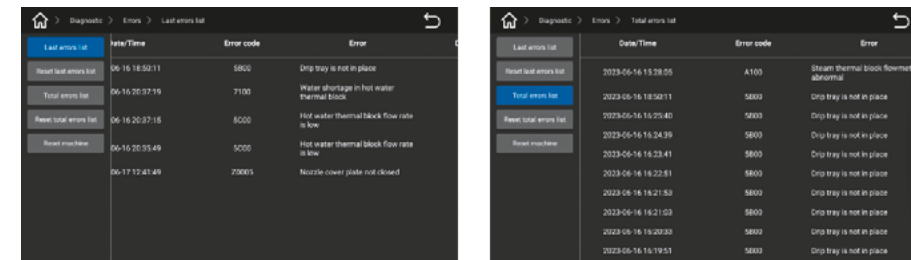 Diagnostic > Errors > Last errors list
Last errors list
Reset last errors list
Total errors list
Reset total errors list
Reset machine
ate/Time Error code Error
06-16 18:50:11 5800 Drip tray is not in place
06-16 20:37:19 7100 Water shortage in hot water
thermal block
06-16 20:37:15 5C00 Hot water thermal block flow rate
is low
06-16 20:35:49 5C00 Hot water thermal block flow rate
is low
06-17 12:41:49 Z0005 Nozzle cover plate not closed
Diagnostic > Errors > Total errors list
Last errors list
Reset last errors list
Total errors list
Reset total errors list
Reset machine
Date/Time Error code Error
2023-06-16 15:28:05 A100 Steam thermal block flowmet
abnormal
2023-06-16 18:50:11 5800 Drip tray is not in place
2023-06-16 16:25:40 5800 Drip tray is not in place
2023-06-16 16:24:39 5800 Drip tray is not in place
2023-06-16 16:23:41 5800 Drip tray is not in place
2023-06-16 16:22:51 5800 Drip tray is not in place
2023-06-16 16:21:53 5800 Drip tray is not in place
2023-06-16 16:21:03 5800 Drip tray is not in place
2023-06-16 16:20:33 5800 Drip tray is not in place
2023-06-16 16:19:51 5800 Drip tray is not in place